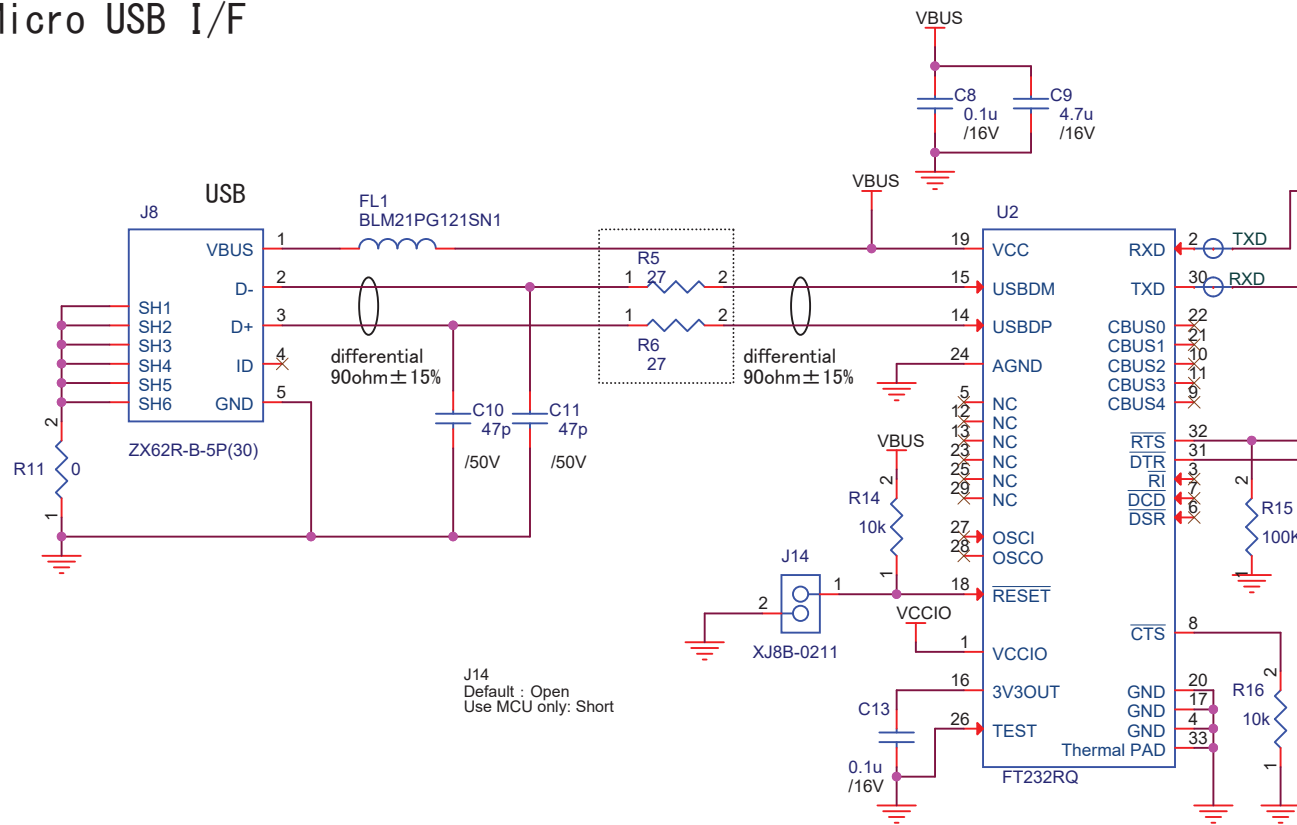 Micro USB I/F
VBUS
C8
0.1u
/16V
C9
4.7u
/16V
USB
J8
VBUS
D-
D+
ID
GND
SH1
SH2
SH3
SH4
SH5
SH6
1
2
3
4
5
ZX62R-B-5P(30)
2
R11
0
1
FL1
BLM21PG121SN1
differential
90ohm±15%
R5
1
27
2
1
2
R6
27
differential
90ohm±15%
C10
47p
/50V
C11
47p
/50V
VBUS
U2
19
VCC
15
USBDM
14
USBDP
24
AGND
5
NC
12
NC
13
NC
23
NC
25
NC
29
NC
27
OSCI
28
OSCO
18
RESET
1
VCCIO
16
3V3OUT
26
TEST
RXD
2
TXD
TXD
30
RXD
CBUS0
22
CBUS1
21
CBUS2
10
CBUS3
11
CBUS4
9
RTS
32
DTR
31
RI
3
DCD
7
DSR
6
CTS
8
GND
20
GND
17
GND
4
Thermal PAD
33
FT232RQ
VBUS
2
R14
10k
1
J14
1
2
XJ8B-0211
VCCIO
J14
Default : Open
Use MCU only: Short
C13
0.1u
/16V
2
R15
100K
1
2
R16
10k
1